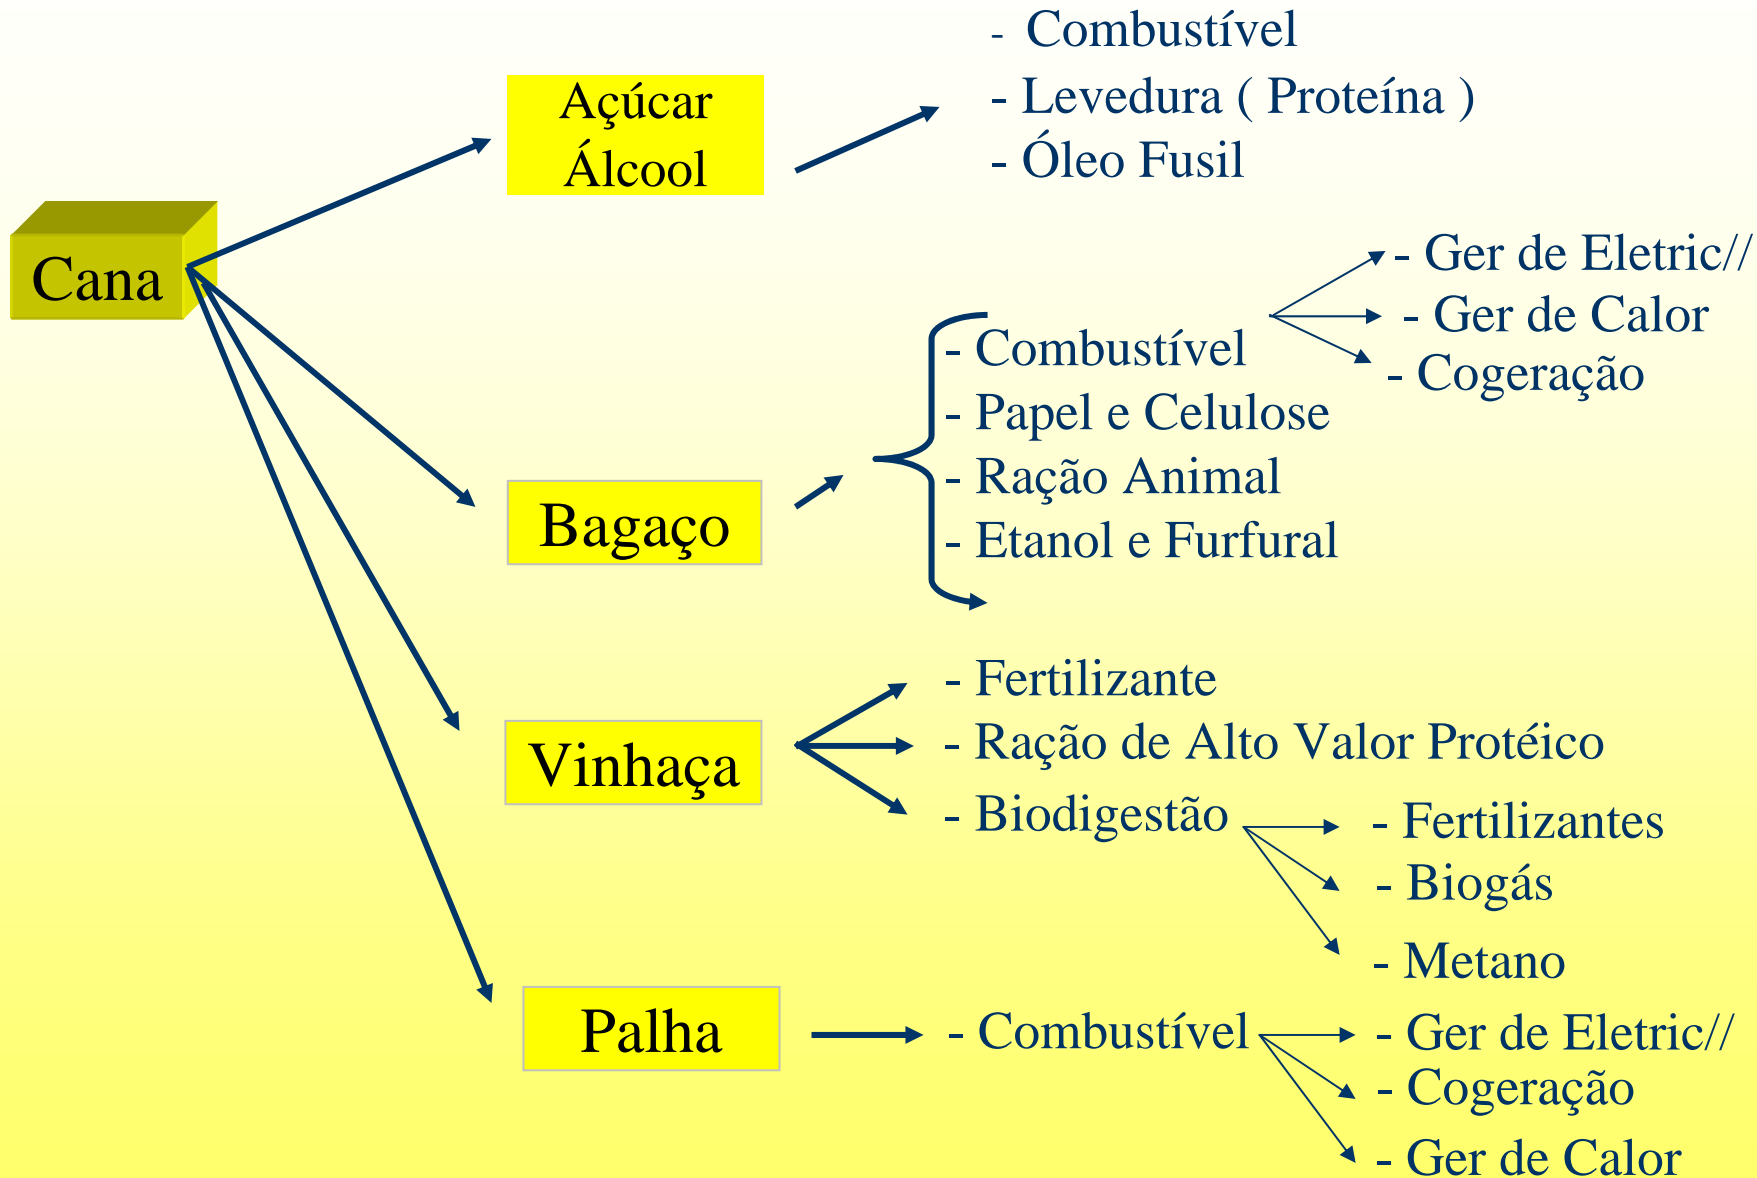 Cana
Açúcar
Álcool
- Combustível
- Levedura ( Proteína )
- Óleo Fusil
Bagaço
- Combustível
- Papel e Celulose
- Ração Animal
- Etanol e Furfural
- Ger de Eletric//
- Ger de Calor
- Cogeração
Vinhaça
- Fertilizante
- Ração de Alto Valor Protéico
- Biodigestão
- Fertilizantes
- Biogás
- Metano
Palha
- Combustível
- Ger de Eletric//
- Cogeração
- Ger de Calor